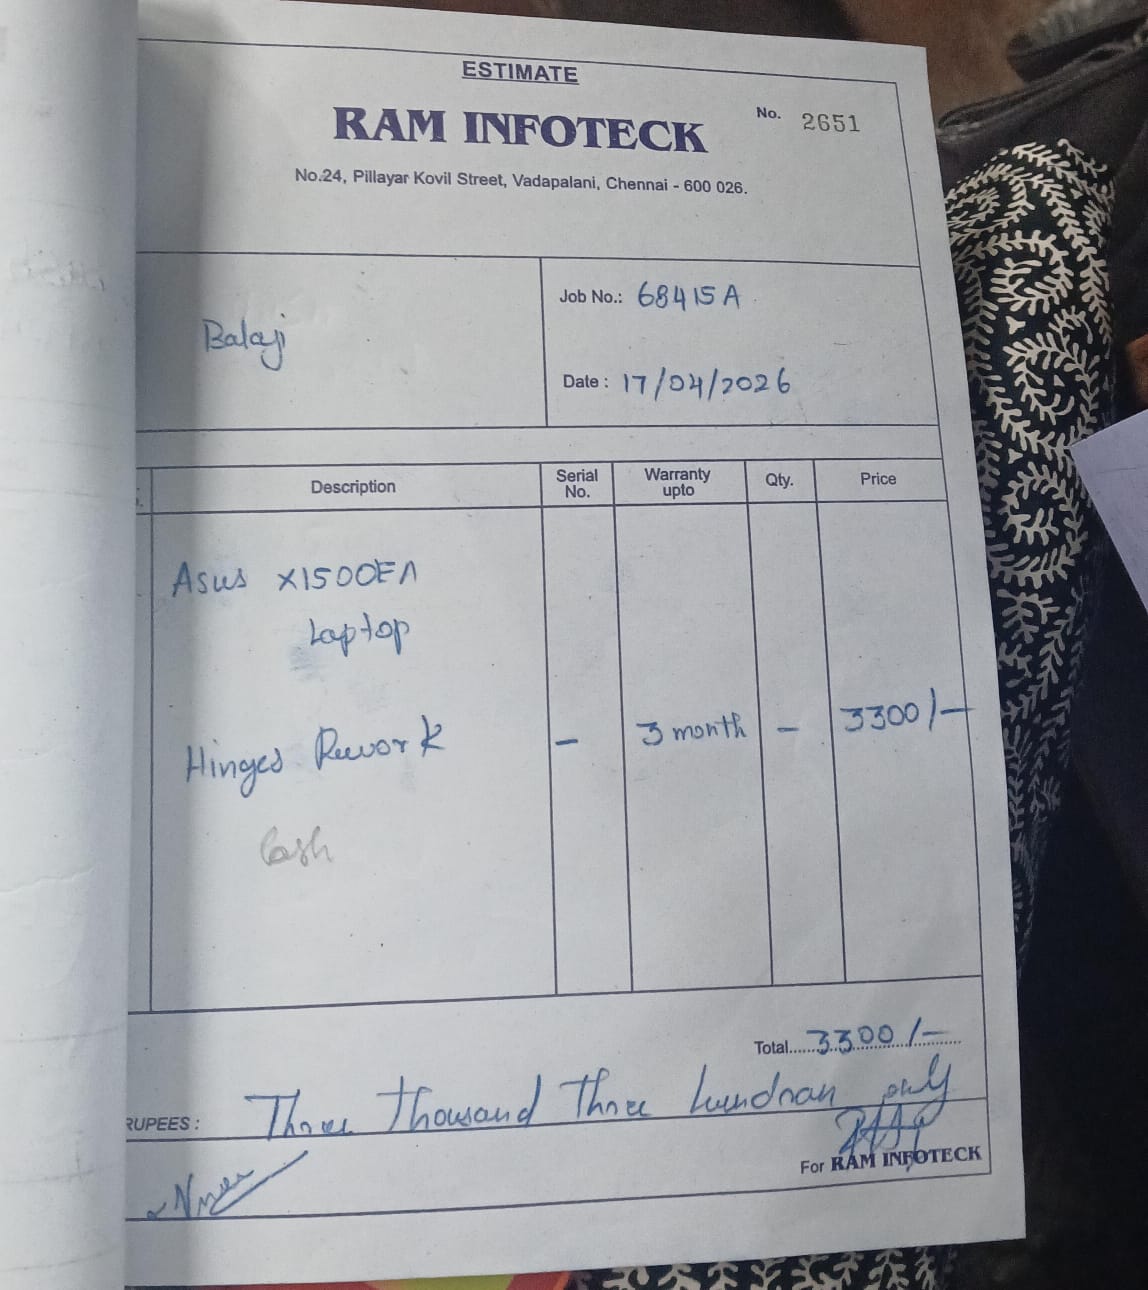 ESTIMATE
RAM INFOTECK
No. 2651
No.24, Pillayar Kovil Street, Vadapalani, Chennai - 600 026.
Balaji
Job No.: 68415A
Date : 17/04/2026
Description Serial No. Warranty upto Qty. Price
Asus X1500EA
Laptop
Hinges Rework - 3 month - 3300/-
Cash
Total......3300/-
RUPEES : Three thousand Three hundran only
For RAM INFOTECK